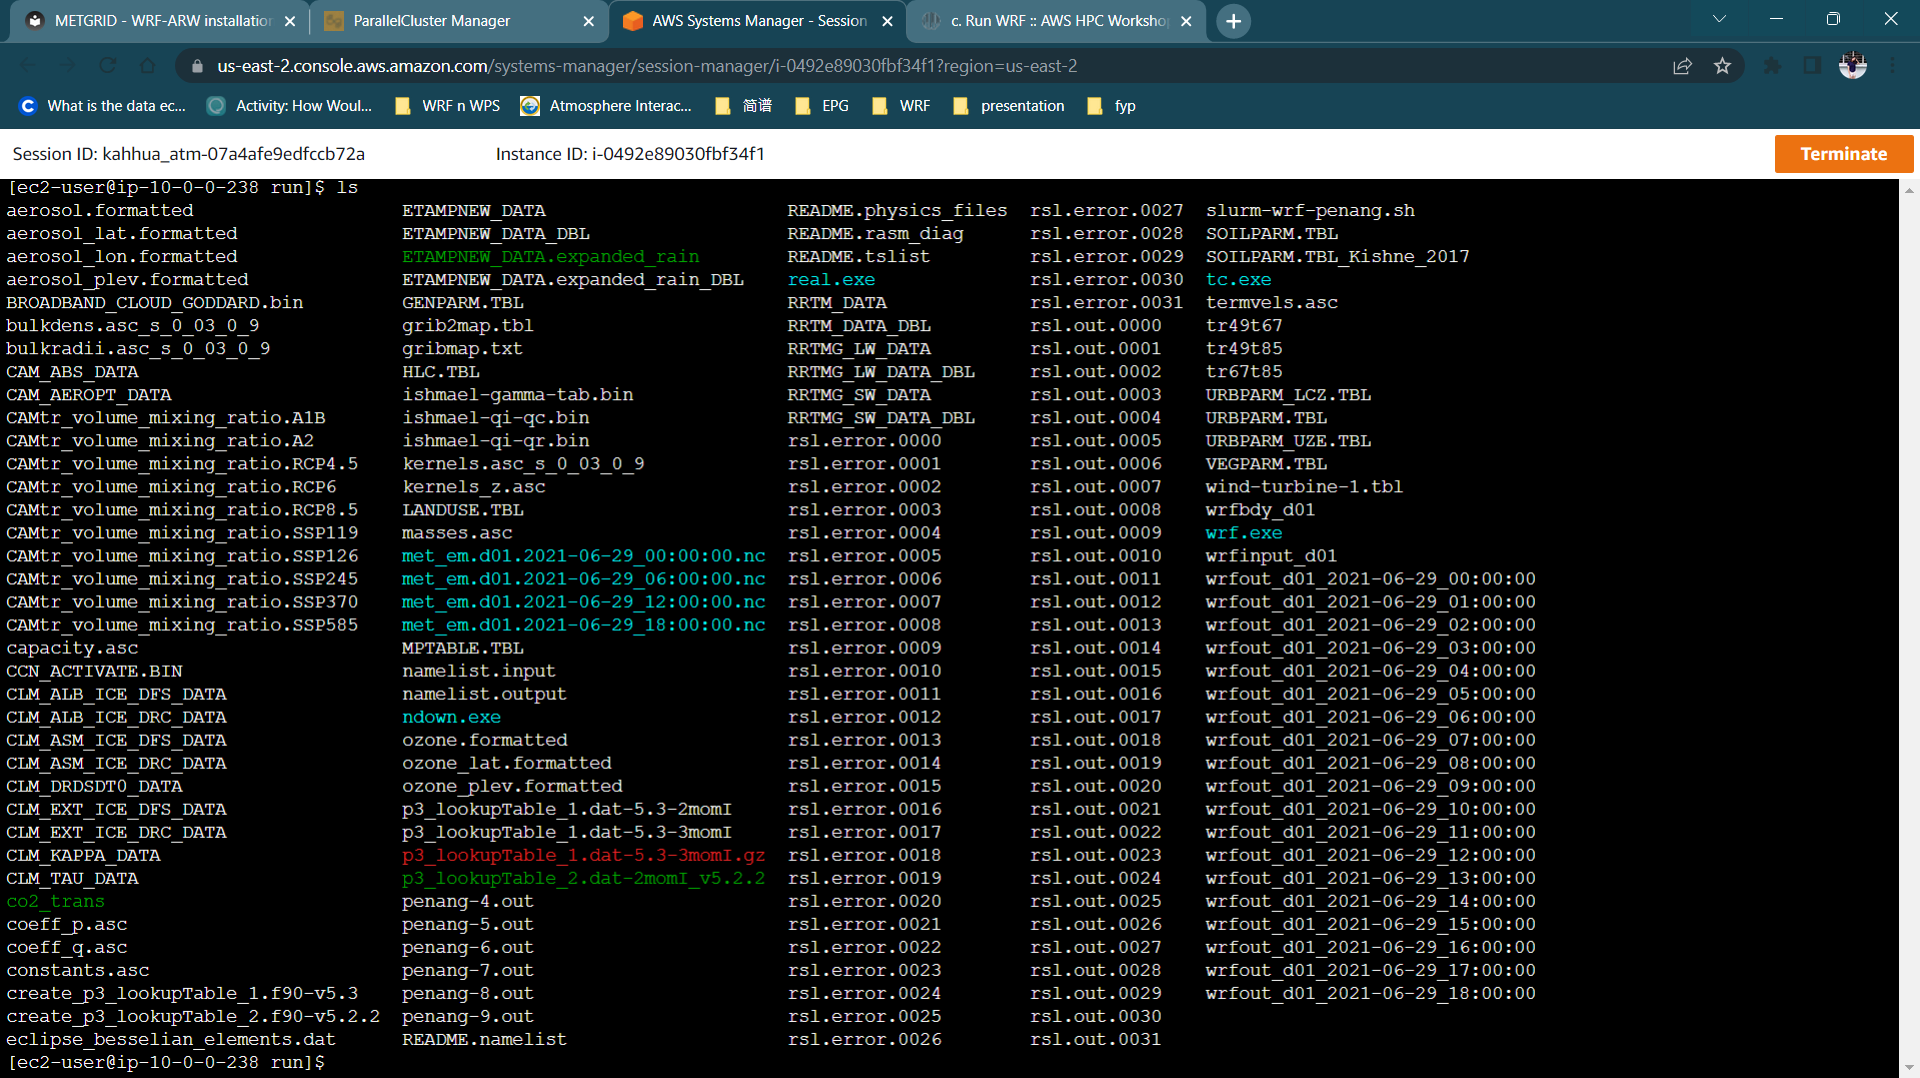 METGRID - WRF-ARW installation
ParallelCluster Manager
AWS Systems Manager - Session
c. Run WRF :: AWS HPC Workshop
us-east-2.console.aws.amazon.com/systems-manager/session-manager/i-0492e89030fbf34f1?region=us-east-2
What is the data ec... Activity: How Woul... WRF n WPS Atmosphere Interac... 简谱 EPG WRF presentation fyp
Session ID: kahhua_atm-07a4afe9edfccb72a Instance ID: i-0492e89030fbf34f1 Terminate
[ec2-user@ip-10-0-0-238 run]$ ls
aerosol.formatted ETAMPNEW_DATA README.physics_files rsl.error.0027 slurm-wrf-penang.sh
aerosol_lat.formatted ETAMPNEW_DATA_DBL README.rasm_diag rsl.error.0028 SOILPARM.TBL
aerosol_lon.formatted ETAMPNEW_DATA.expanded_rain README.tslist rsl.error.0029 SOILPARM.TBL_Kishne_2017
aerosol_plev.formatted ETAMPNEW_DATA.expanded_rain_DBL real.exe rsl.error.0030 tc.exe
BROADBAND_CLOUD_GODDARD.bin GENPARM.TBL RRTM_DATA rsl.error.0031 termvels.asc
bulkdens.asc_s_0_03_0_9 grib2map.tbl RRTM_DATA_DBL rsl.out.0000 tr49t67
bulkradii.asc_s_0_03_0_9 gribmap.txt RRTMG_LW_DATA rsl.out.0001 tr49t85
CAM_ABS_DATA HLC.TBL RRTMG_LW_DATA_DBL rsl.out.0002 tr67t85
CAM_AEROPT_DATA ishmael-gamma-tab.bin RRTMG_SW_DATA rsl.out.0003 URBPARM_LCZ.TBL
CAMtr_volume_mixing_ratio.A1B ishmael-qi-qc.bin RRTMG_SW_DATA_DBL rsl.out.0004 URBPARM.TBL
CAMtr_volume_mixing_ratio.A2 ishmael-qi-qr.bin rsl.error.0000 rsl.out.0005 URBPARM_UZE.TBL
CAMtr_volume_mixing_ratio.RCP4.5 kernels.asc_s_0_03_0_9 rsl.error.0001 rsl.out.0006 VEGPARM.TBL
CAMtr_volume_mixing_ratio.RCP6 kernels_z.asc rsl.error.0002 rsl.out.0007 wind-turbine-1.tbl
CAMtr_volume_mixing_ratio.RCP8.5 LANDUSE.TBL rsl.error.0003 rsl.out.0008 wrfbdy_d01
CAMtr_volume_mixing_ratio.SSP119 masses.asc rsl.error.0004 rsl.out.0009 wrf.exe
CAMtr_volume_mixing_ratio.SSP126 met_em.d01.2021-06-29_00:00:00.nc rsl.error.0005 rsl.out.0010 wrfinput_d01
CAMtr_volume_mixing_ratio.SSP245 met_em.d01.2021-06-29_06:00:00.nc rsl.error.0006 rsl.out.0011 wrfout_d01_2021-06-29_00:00:00
CAMtr_volume_mixing_ratio.SSP370 met_em.d01.2021-06-29_12:00:00.nc rsl.error.0007 rsl.out.0012 wrfout_d01_2021-06-29_01:00:00
CAMtr_volume_mixing_ratio.SSP585 met_em.d01.2021-06-29_18:00:00.nc rsl.error.0008 rsl.out.0013 wrfout_d01_2021-06-29_02:00:00
capacity.asc MPTABLE.TBL rsl.error.0009 rsl.out.0014 wrfout_d01_2021-06-29_03:00:00
CCN_ACTIVATE.BIN namelist.input rsl.error.0010 rsl.out.0015 wrfout_d01_2021-06-29_04:00:00
CLM_ALB_ICE_DFS_DATA namelist.output rsl.error.0011 rsl.out.0016 wrfout_d01_2021-06-29_05:00:00
CLM_ALB_ICE_DRC_DATA ndown.exe rsl.error.0012 rsl.out.0017 wrfout_d01_2021-06-29_06:00:00
CLM_ASM_ICE_DFS_DATA ozone.formatted rsl.error.0013 rsl.out.0018 wrfout_d01_2021-06-29_07:00:00
CLM_ASM_ICE_DRC_DATA ozone_lat.formatted rsl.error.0014 rsl.out.0019 wrfout_d01_2021-06-29_08:00:00
CLM_DRDSDT0_DATA ozone_plev.formatted rsl.error.0015 rsl.out.0020 wrfout_d01_2021-06-29_09:00:00
CLM_EXT_ICE_DFS_DATA p3_lookupTable_1.dat-5.3-2momI rsl.error.0016 rsl.out.0021 wrfout_d01_2021-06-29_10:00:00
CLM_EXT_ICE_DRC_DATA p3_lookupTable_1.dat-5.3-3momI rsl.error.0017 rsl.out.0022 wrfout_d01_2021-06-29_11:00:00
CLM_KAPPA_DATA p3_lookupTable_1.dat-5.3-3momI.gz rsl.error.0018 rsl.out.0023 wrfout_d01_2021-06-29_12:00:00
CLM_TAU_DATA p3_lookupTable_2.dat-2momI_v5.2.2 rsl.error.0019 rsl.out.0024 wrfout_d01_2021-06-29_13:00:00
co2_trans penang-4.out rsl.error.0020 rsl.out.0025 wrfout_d01_2021-06-29_14:00:00
coeff_p.asc penang-5.out rsl.error.0021 rsl.out.0026 wrfout_d01_2021-06-29_15:00:00
coeff_q.asc penang-6.out rsl.error.0022 rsl.out.0027 wrfout_d01_2021-06-29_16:00:00
constants.asc penang-7.out rsl.error.0023 rsl.out.0028 wrfout_d01_2021-06-29_17:00:00
create_p3_lookupTable_1.f90-v5.3 penang-8.out rsl.error.0024 rsl.out.0029 wrfout_d01_2021-06-29_18:00:00
create_p3_lookupTable_2.f90-v5.2.2 penang-9.out rsl.error.0025 rsl.out.0030
eclipse_besselian_elements.dat README.namelist rsl.error.0026 rsl.out.0031
[ec2-user@ip-10-0-0-238 run]$